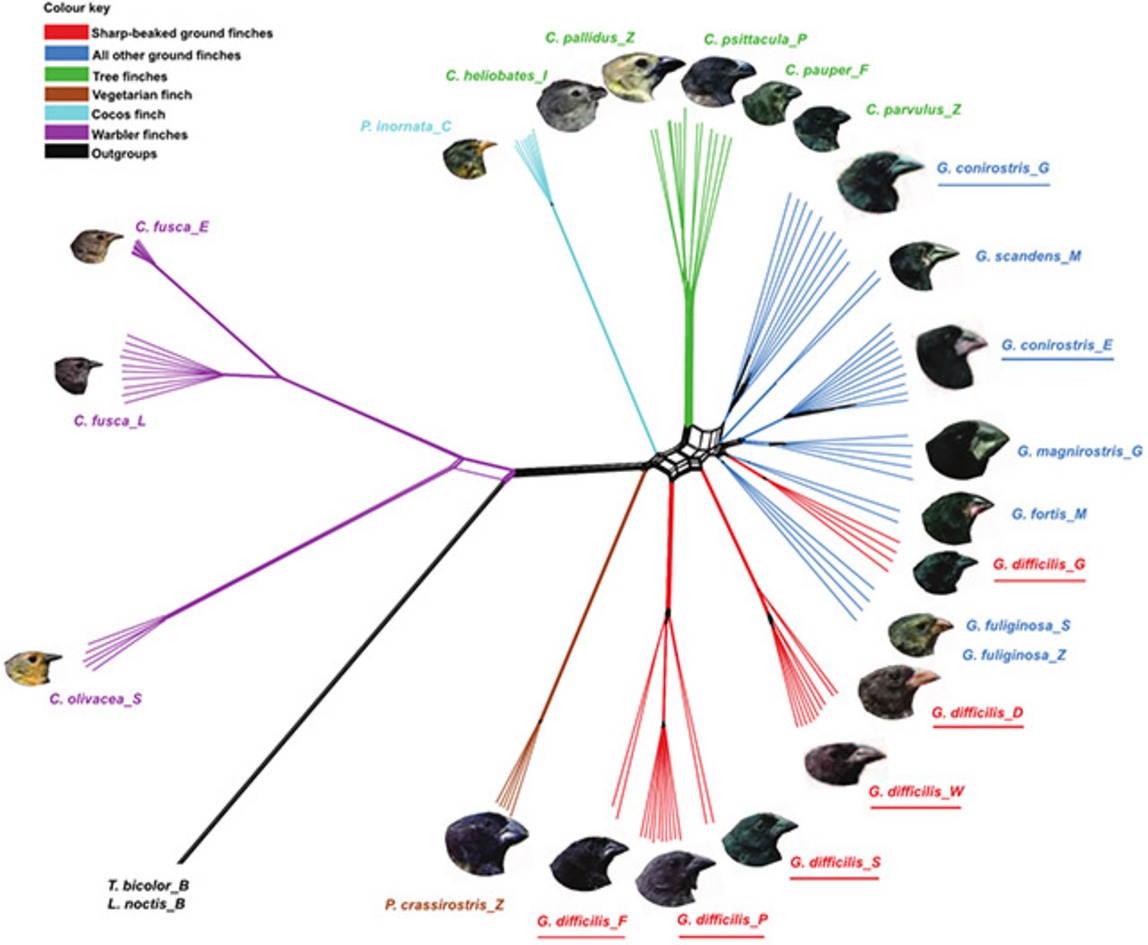 Colour key
Sharp-beaked ground finches
All other ground finches
Tree finches
Vegetarian finch
Cocos finch
Warbler finches
Outgroups
C. pallidus_Z
C. psittacula_P
C. heliobates_I
C. pauper_F
C. parvulus_Z
P. inornata_C
G. conirostris_G
C. fusca_E
G. scandens_M
G. conirostris_E
C. fusca_L
G. magnirostris_G
G. fortis_M
G. difficilis_G
G. fuliginosa_S
G. fuliginosa_Z
C. olivacea_S
G. difficilis_D
G. difficilis_W
G. difficilis_S
T. bicolor_B
L. noctis_B
P. crassirostris_Z
G. difficilis_F
G. difficilis_P